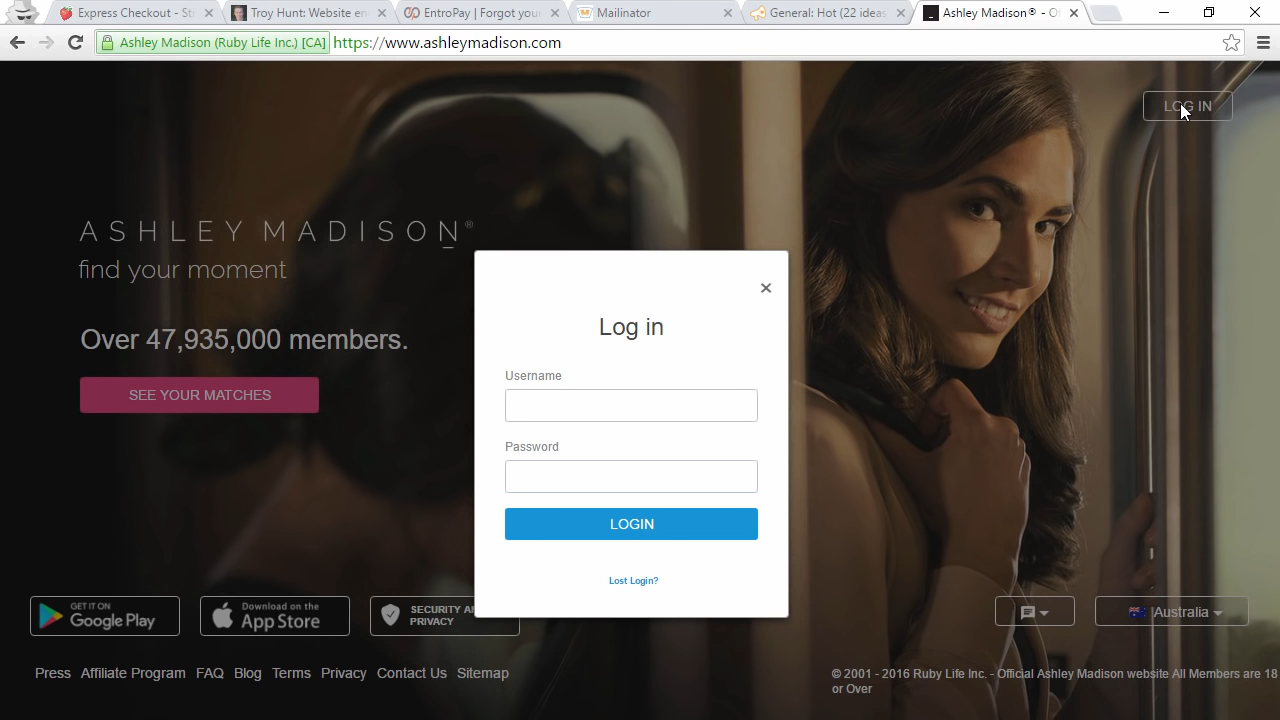 Express Checkout - St
Troy Hunt: Website en
EntroPay | Forgot your
Mailinator
General: Hot (22 ideas
Ashley Madison® - O
Ashley Madison (Ruby Life Inc.) [CA] https://www.ashleymadison.com
LOG IN
ASHLEY MADISON®
find your moment
Over 47,935,000 members.
SEE YOUR MATCHES
Log in
Username
Password
LOGIN
Lost Login?
GET IT ON
Google Play
Download on the
App Store
SECURITY A
PRIVACY
Australia
Press Affiliate Program FAQ Blog Terms Privacy Contact Us Sitemap
© 2001 - 2016 Ruby Life Inc. - Official Ashley Madison website All Members are 18
or Over